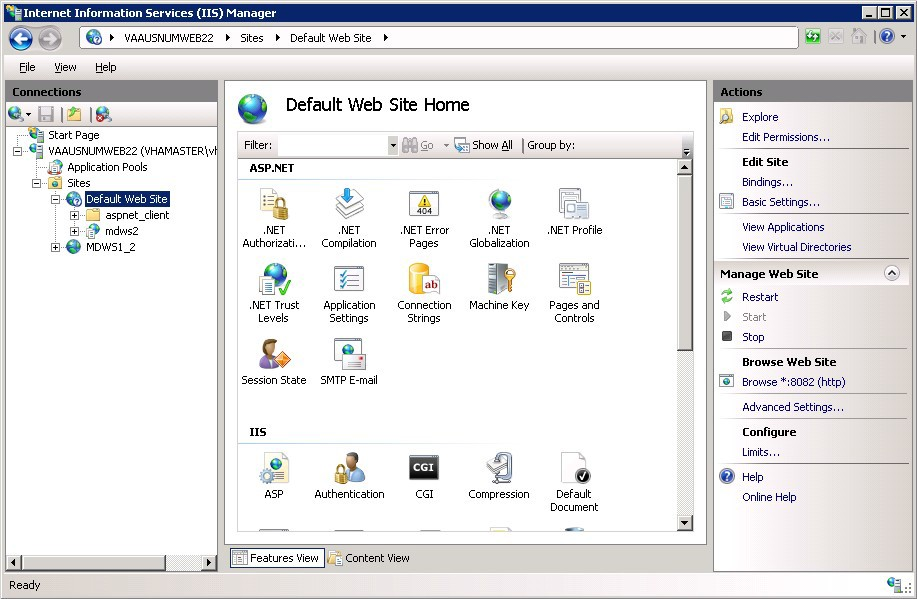 Internet Information Services (IIS) Manager
VAAUSNUMWEB22 Sites Default Web Site
File View Help
Connections
Start Page
VAAUSNUMWEB22 (VHAMASTER\vh
Application Pools
Sites
Default Web Site
aspnet_client
mdws2
MDWS1_2
Default Web Site Home
Filter: Go Show All Group by:
ASP.NET
.NET Authorizati...
.NET Compilation
.NET Error Pages
404
.NET Globalization
.NET Profile
.NET Trust Levels
Application Settings
ab
Connection Strings
Machine Key
Pages and Controls
Session State
SMTP E-mail
IIS
ASP
Authentication
CGI
CGI
Compression
Default Document
Features View
Content View
Actions
Explore
Edit Permissions...
Edit Site
Bindings...
Basic Settings...
View Applications
View Virtual Directories
Manage Web Site
Restart
Start
Stop
Browse Web Site
Browse *:8082 (http)
Advanced Settings...
Configure
Limits...
Help
Online Help
Ready